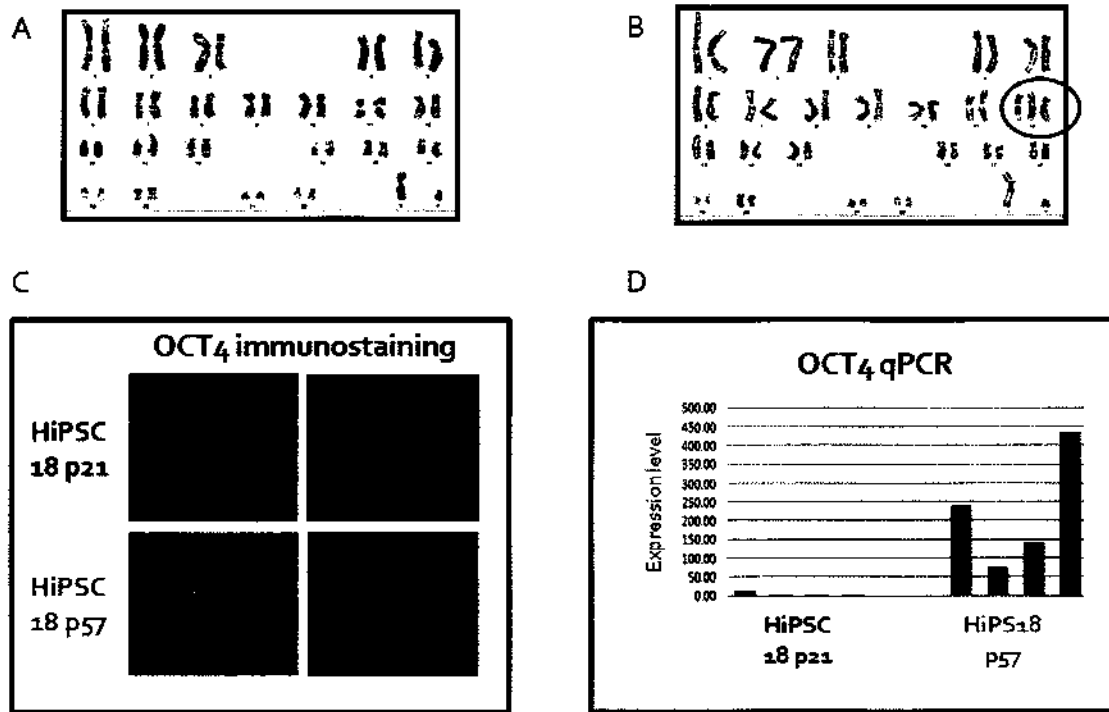 A
B
C
D
OCT4 immunostaining
HiPSC
18 p21
HiPSC
18 p57
OCT4 qPCR
Expression level
500.00
450.00
400.00
350.00
300.00
250.00
200.00
150.00
100.00
50.00
0.00
HiPSC
18 p21
HiPS18
p57